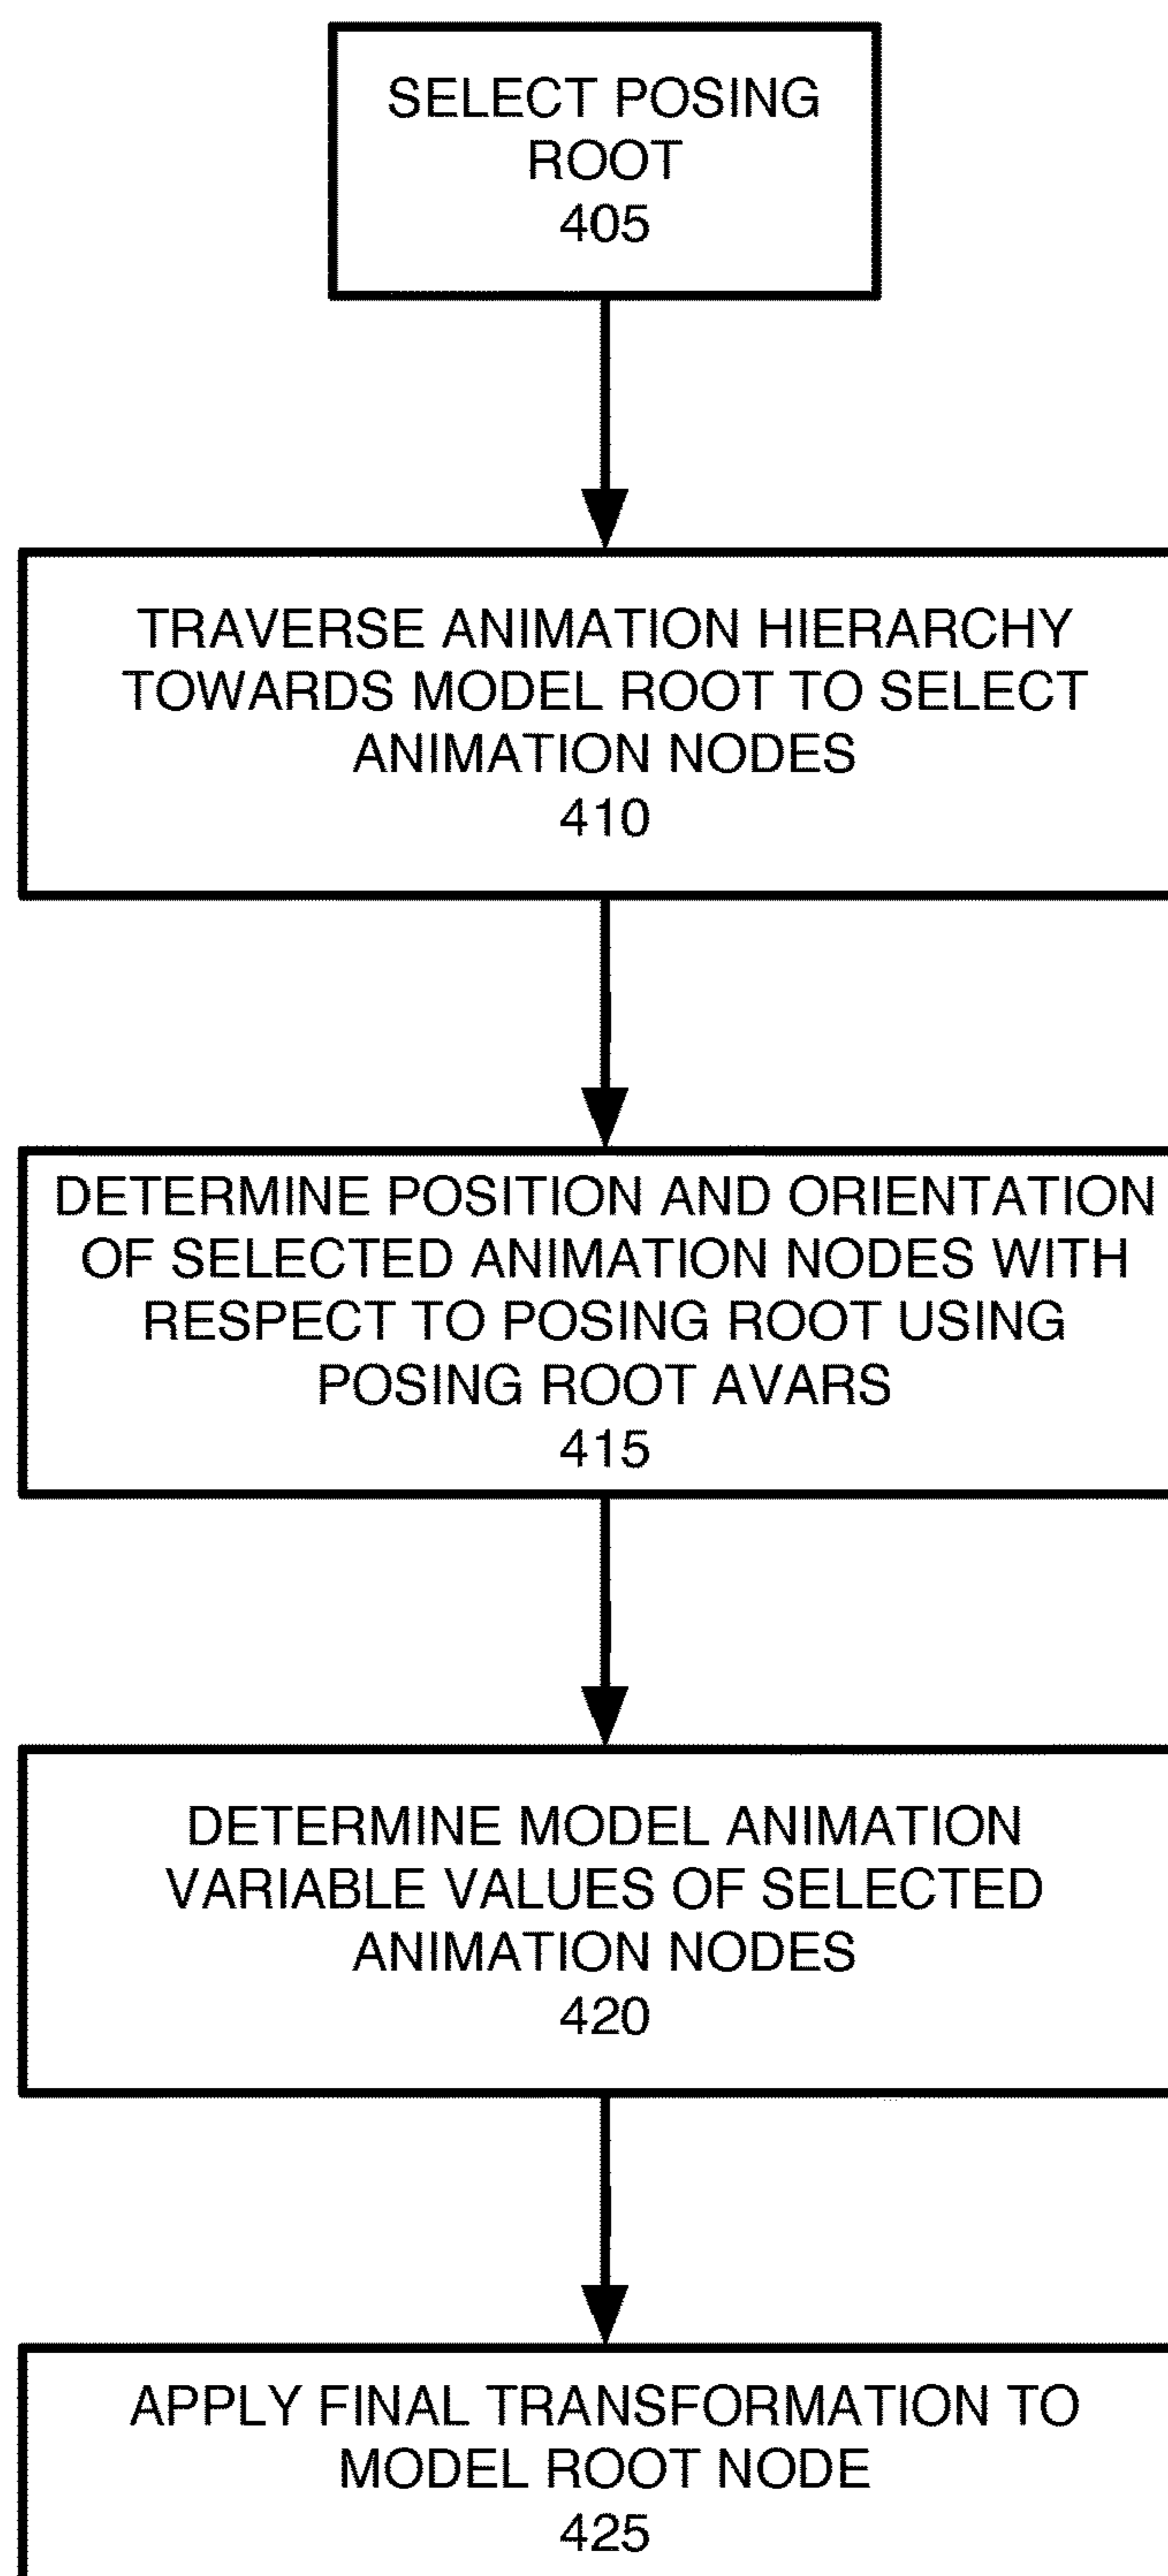 SELECT POSING
ROOT
405
TRAVERSE ANIMATION HIERARCHY
TOWARDS MODEL ROOT TO SELECT
ANIMATION NODES
410
DETERMINE POSITION AND ORIENTATION
OF SELECTED ANIMATION NODES WITH
RESPECT TO POSING ROOT USING
POSING ROOT AVARS
415
DETERMINE MODEL ANIMATION
VARIABLE VALUES OF SELECTED
ANIMATION NODES
420
APPLY FINAL TRANSFORMATION TO
MODEL ROOT NODE
425